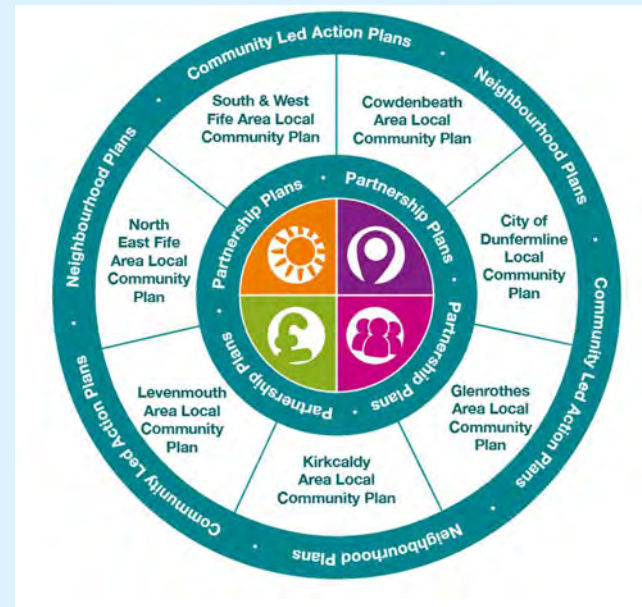 Community Led Action Plans • Neighbourhood Plans • Community Led Action Plans • Neighbourhood Plans • Community Led Action Plans • Neighbourhood Plans •
South & West
Fife Area Local
Community Plan
Cowdenbeath
Area Local
Community Plan
City of
Dunfermline
Local
Community
Plan
Glenrothes
Area Local
Community
Plan
Kirkcaldy
Area Local
Community Plan
Levenmouth
Area Local
Community
Plan
North
East Fife
Area Local
Community
Plan
Partnership Plans • Partnership Plans • Partnership Plans • Partnership Plans • Partnership Plans
£